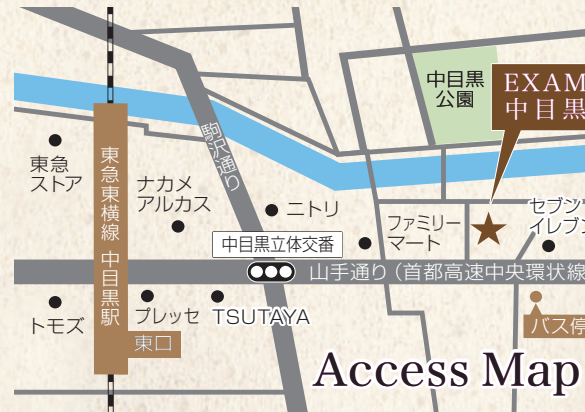 中目黒
公園
EXAM
中目黒
駒沢通り
東急
ストア
東急東横線 中目黒駅
ナカメ
アルカス
ニトリ
ファミリー
マート
セブン
イレブン
中目黒立体交番
山手通り（首都高速中央環状線
トモズ
プレッセ
TSUTAYA
東口
バス停
Access Map